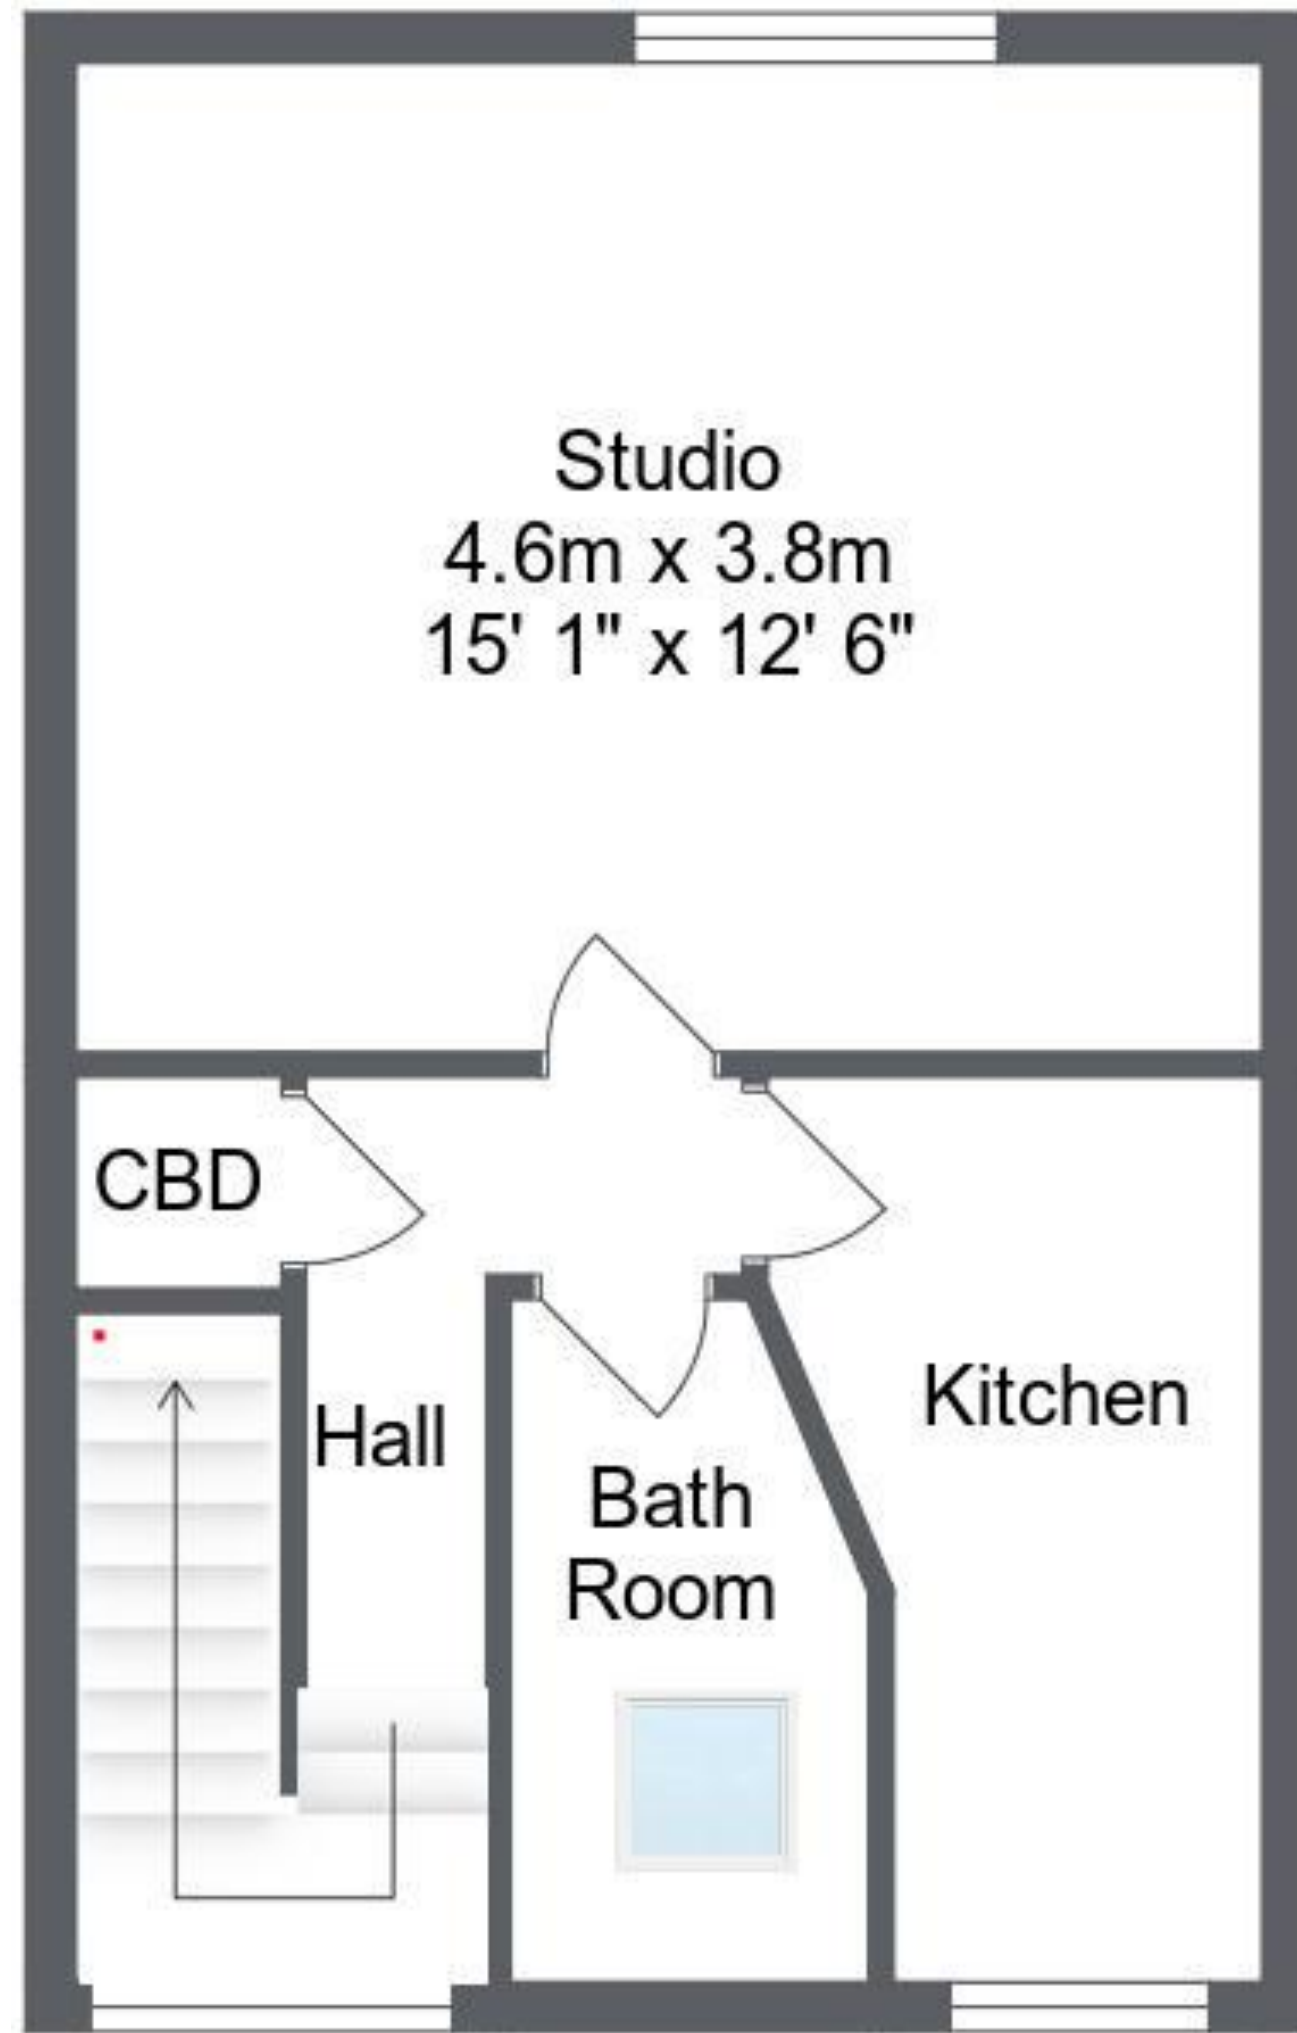 Studio
4.6m x 3.8m
15' 1" x 12' 6"
CBD
Kitchen
Hall
Bath
Room